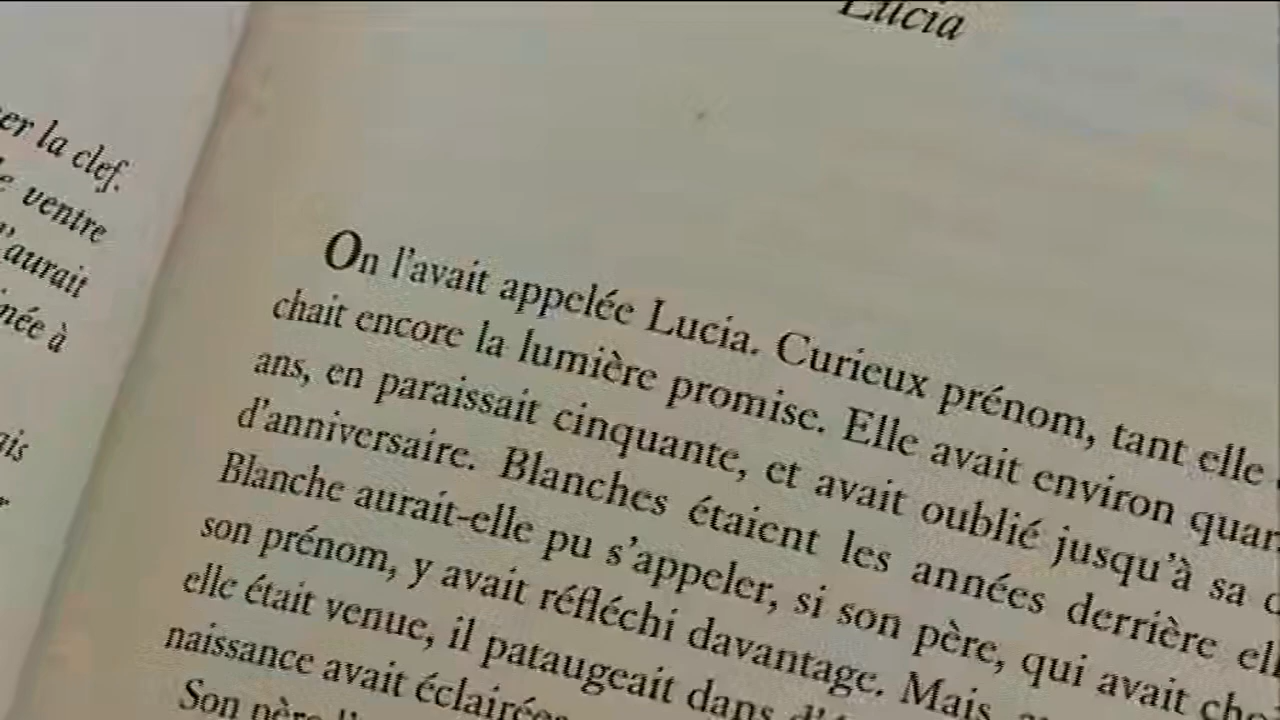 la clef.
ventre
aurait
à
Lucia
On l'avait appelée Lucia. Curieux prénom, tant elle
chait encore la lumière promise. Elle avait environ
ans, en paraissait cinquante, et avait oublié jusqu'à sa
d'anniversaire. Blanches étaient les années derrière
Blanche aurait-elle pu s'appeler, si son père, qui avait
son prénom, y avait réfléchi davantage. Mais
elle était venue, il pataugeait dans
naissance avait
Son père